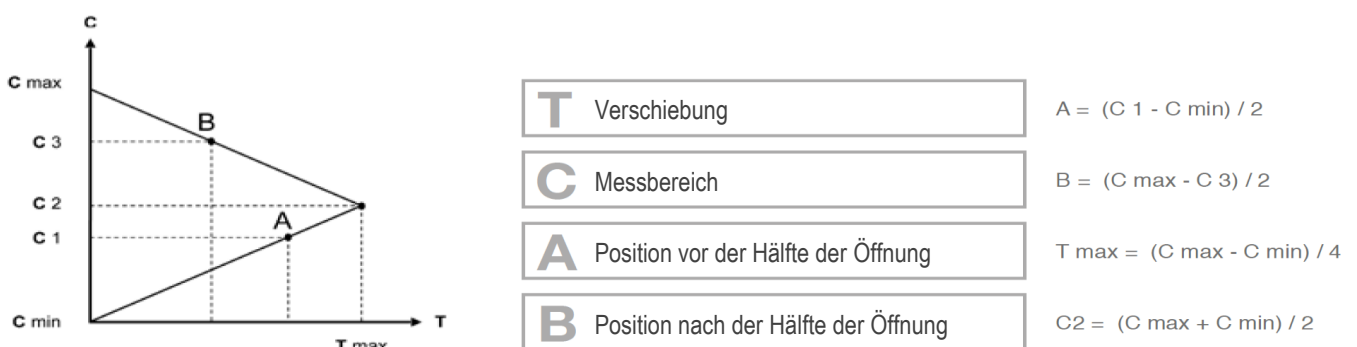 C
C max
B
C 3
C 2
A
C 1
C min
T
T max
T Verschiebung
A = (C 1 - C min) / 2
C Messbereich
B = (C max - C 3) / 2
A Position vor der Hälfte der Öffnung
T max = (C max - C min) / 4
B Position nach der Hälfte der Öffnung
C2 = (C max + C min) / 2